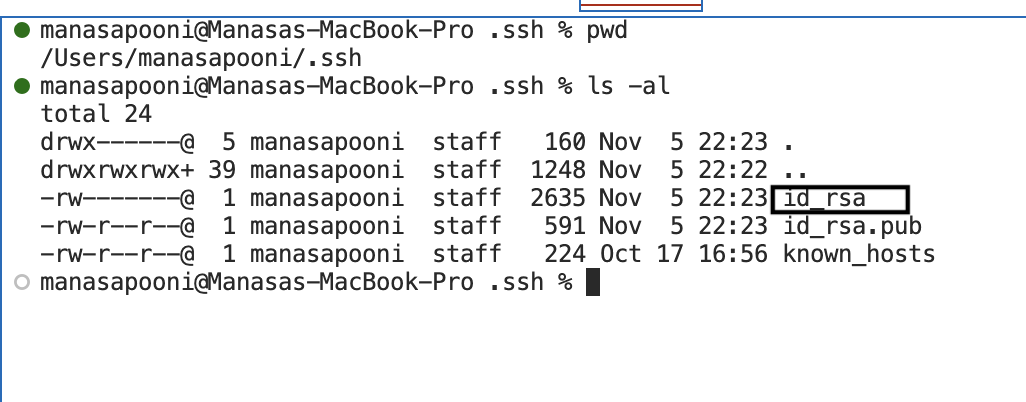 manasapooni@Manasas-MacBook-Pro .ssh % pwd
/Users/manasapooni/.ssh
manasapooni@Manasas-MacBook-Pro .ssh % ls -al
total 24
drwx------@  5 manasapooni  staff   160 Nov  5 22:23 .
drwxrwxrwx+ 39 manasapooni  staff  1248 Nov  5 22:22 ..
-rw-------@  1 manasapooni  staff  2635 Nov  5 22:23 id_rsa
-rw-r--r--@  1 manasapooni  staff   591 Nov  5 22:23 id_rsa.pub
-rw-r--r--@  1 manasapooni  staff   224 Oct 17 16:56 known_hosts
manasapooni@Manasas-MacBook-Pro .ssh %